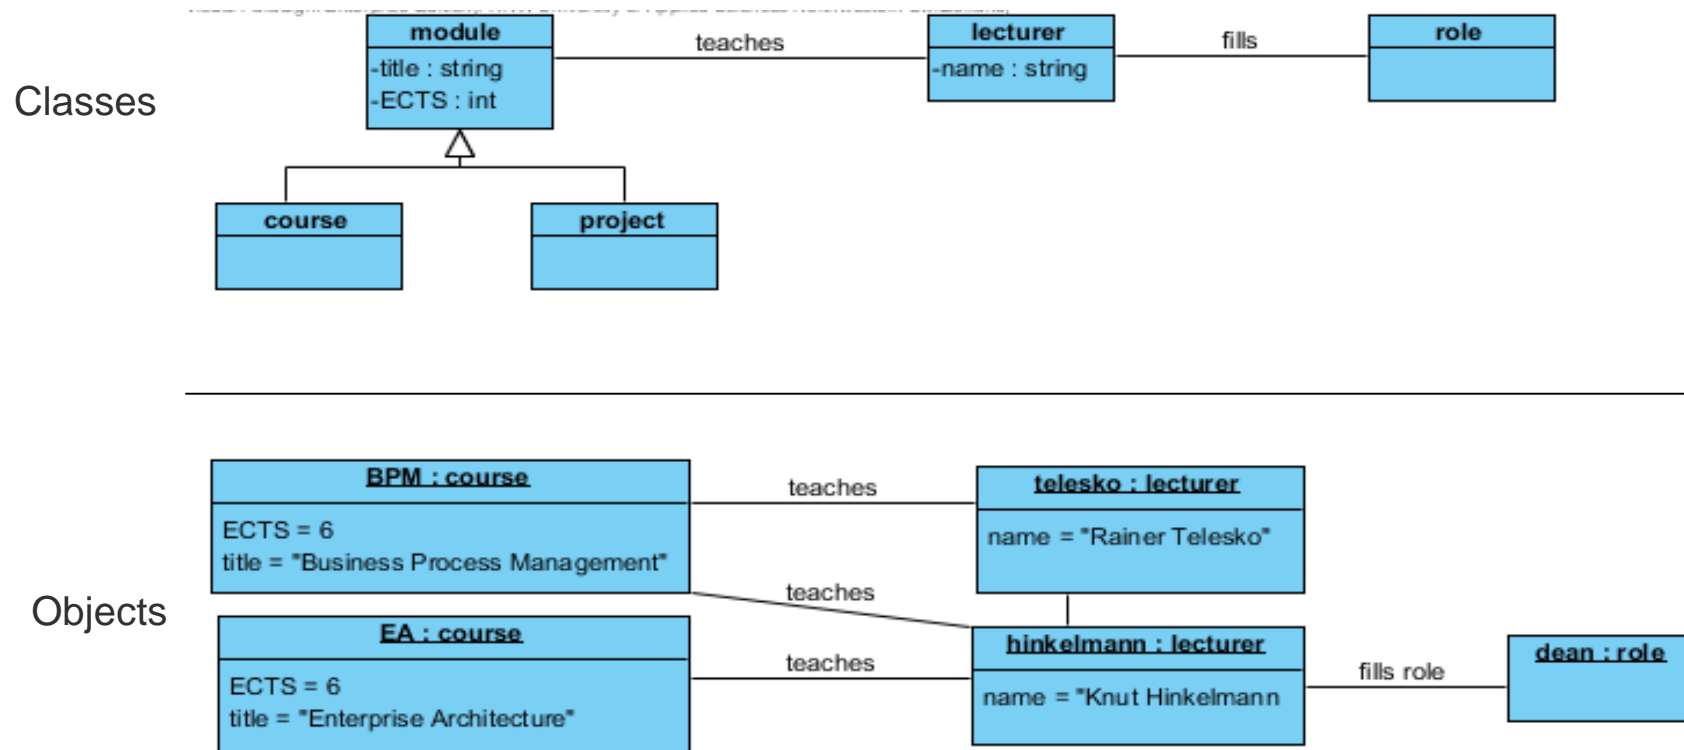 module
-title : string
-ECTS : int
teaches
lecturer
-name : string
fills
role
Classes
course
project
Objects
BPM : course
ECTS = 6
title = "Business Process Management"
teaches
telesko : lecturer
name = "Rainer Telesko"
teaches
EA : course
ECTS = 6
title = "Enterprise Architecture"
teaches
hinkelmann : lecturer
name = "Knut Hinkelmann
fills role
dean : role